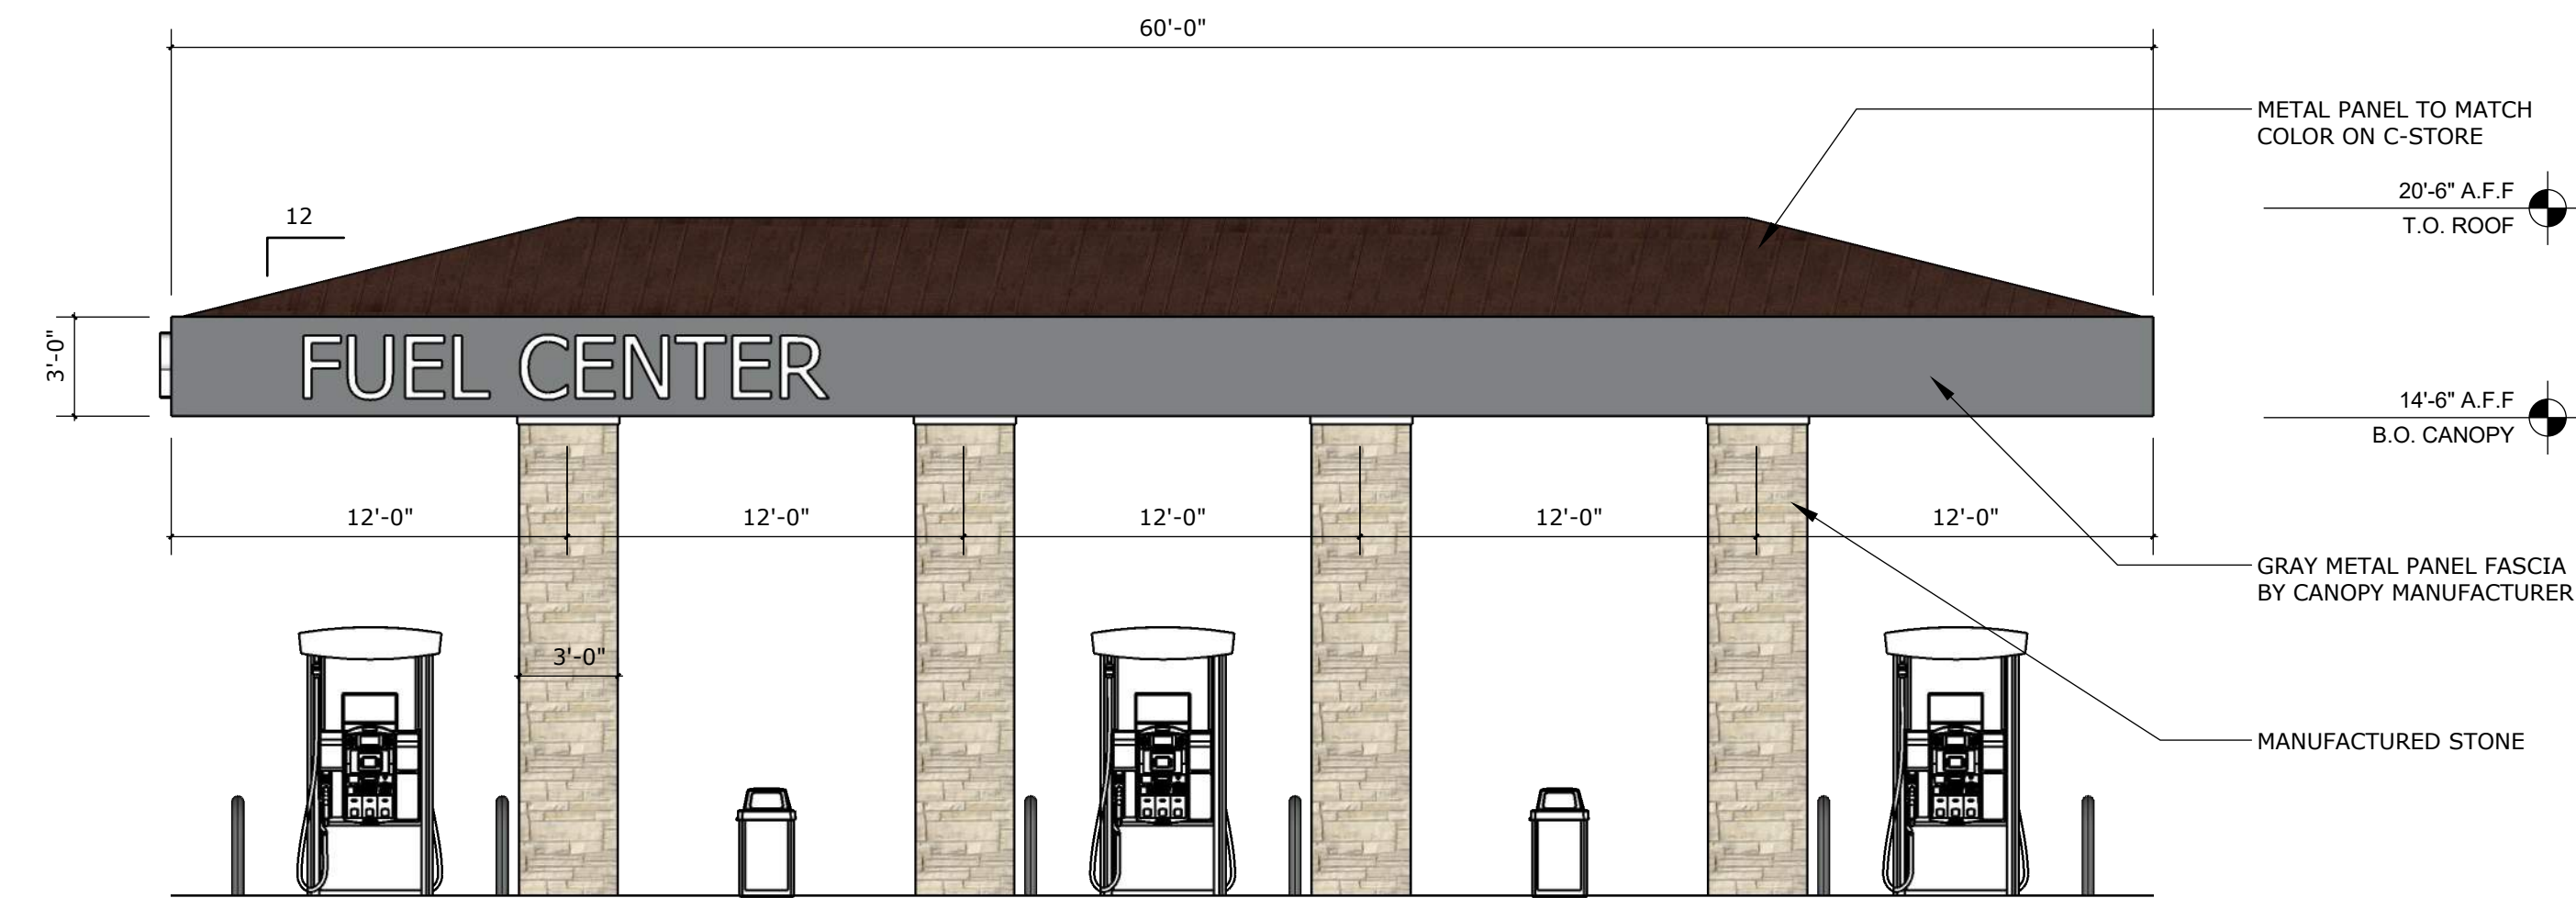 60'-0"
METAL PANEL TO MATCH
COLOR ON C-STORE
20'-6" A.F.F
T.O. ROOF
12
3'-0"
FUEL CENTER
14'-6" A.F.F
B.O. CANOPY
12'-0"
12'-0"
12'-0"
12'-0"
12'-0"
GRAY METAL PANEL FASCIA
BY CANOPY MANUFACTURER
3'-0"
MANUFACTURED STONE